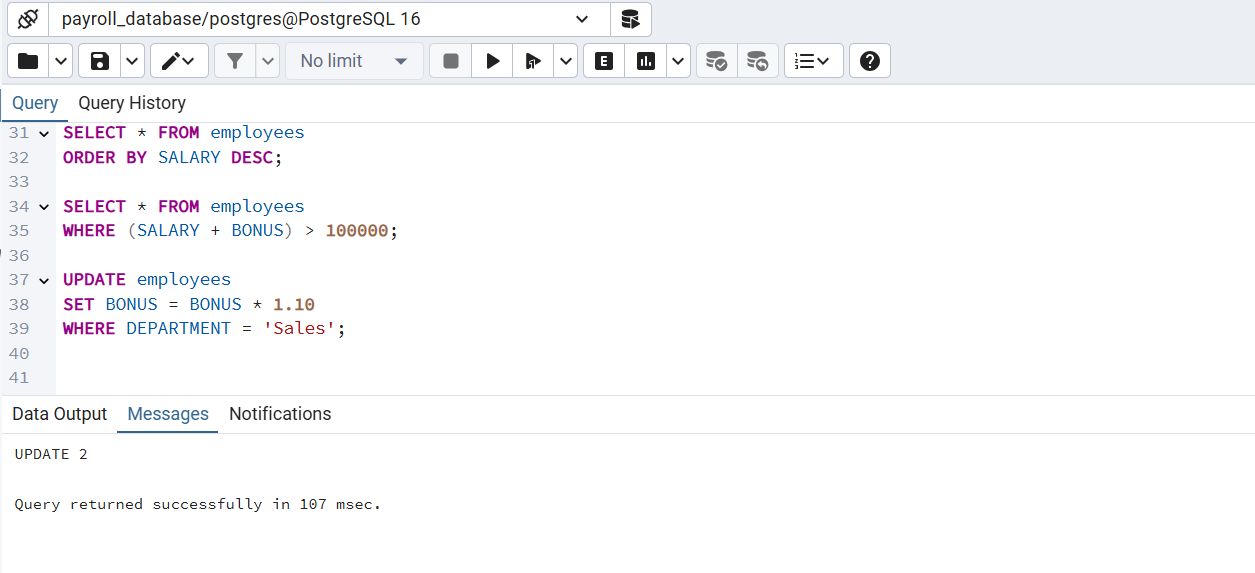 payroll_database/postgres@PostgreSQL 16
No limit
E
?
Query Query History
31 SELECT * FROM employees
32 ORDER BY SALARY DESC;
33
34 SELECT * FROM employees
35 WHERE (SALARY + BONUS) > 100000;
36
37 UPDATE employees
38 SET BONUS = BONUS * 1.10
39 WHERE DEPARTMENT = 'Sales';
40
41
Data Output Messages Notifications
UPDATE 2
Query returned successfully in 107 msec.